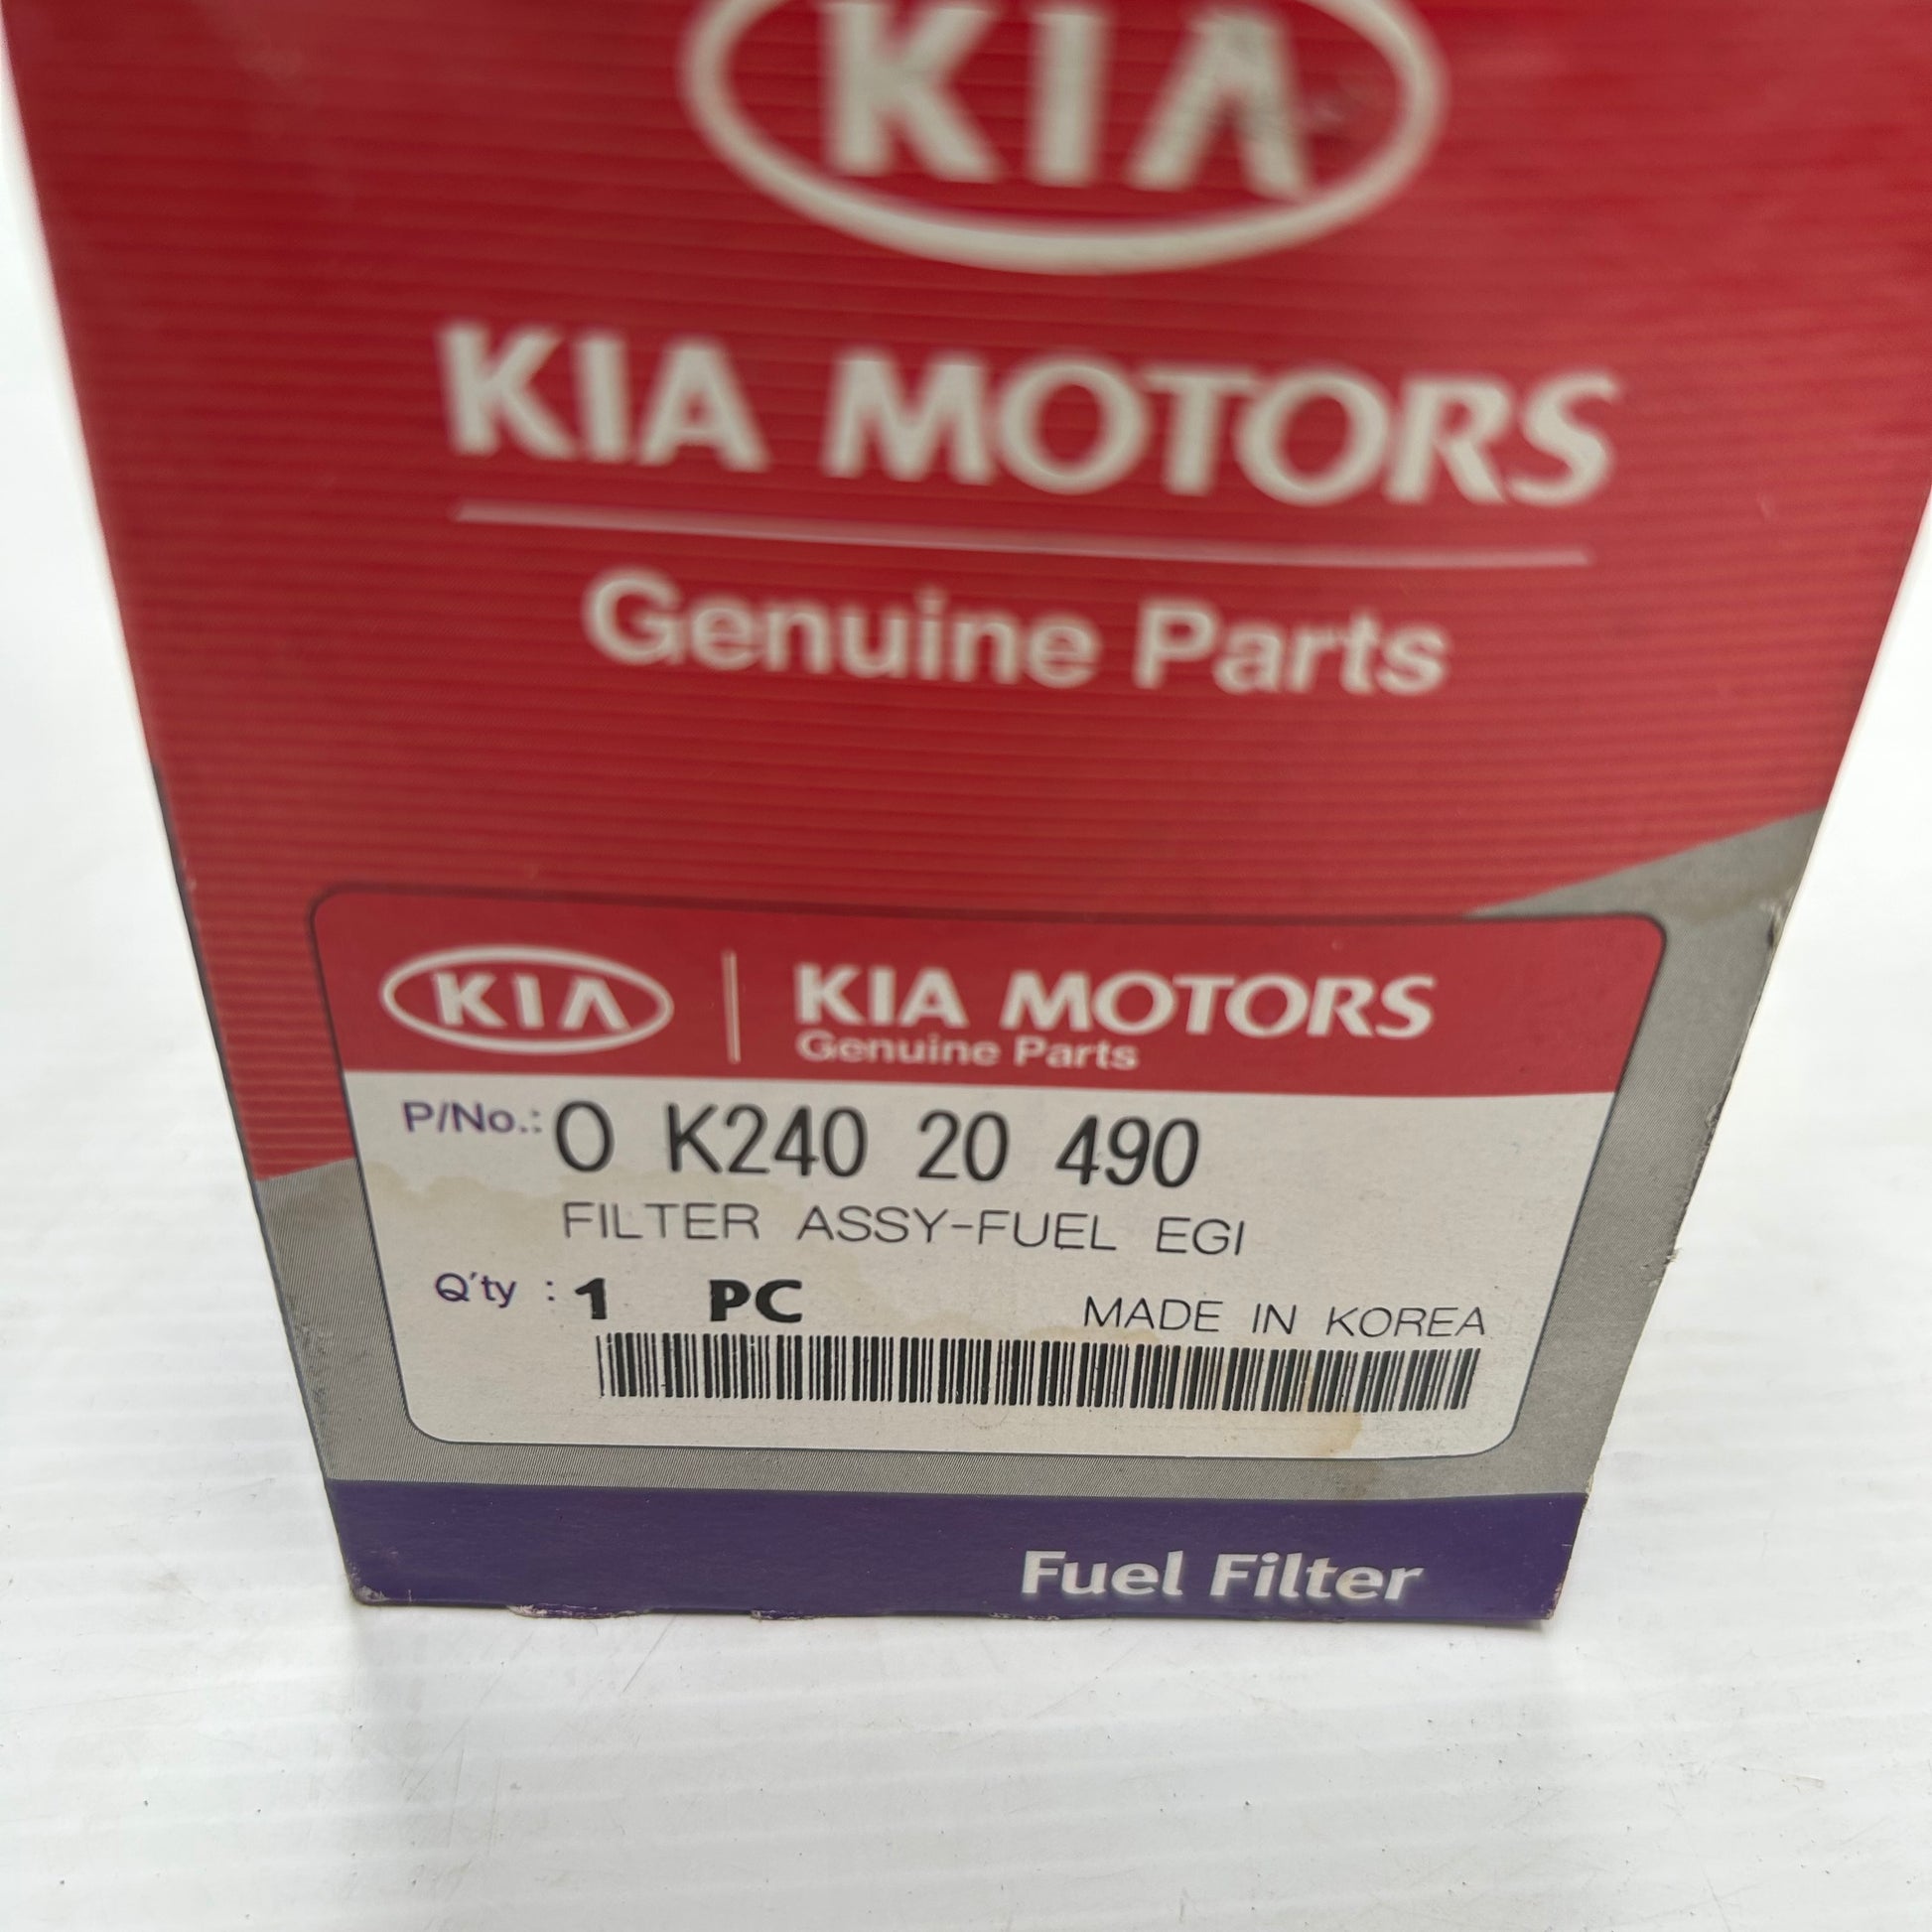 KIA
KIA MOTORS
Genuine Parts
KIA | KIA MOTORS
Genuine Parts
P/No.: 0 K240 20 490
FILTER ASSY-FUEL EGI
Q'ty : 1 PC MADE IN KOREA
Fuel Filter